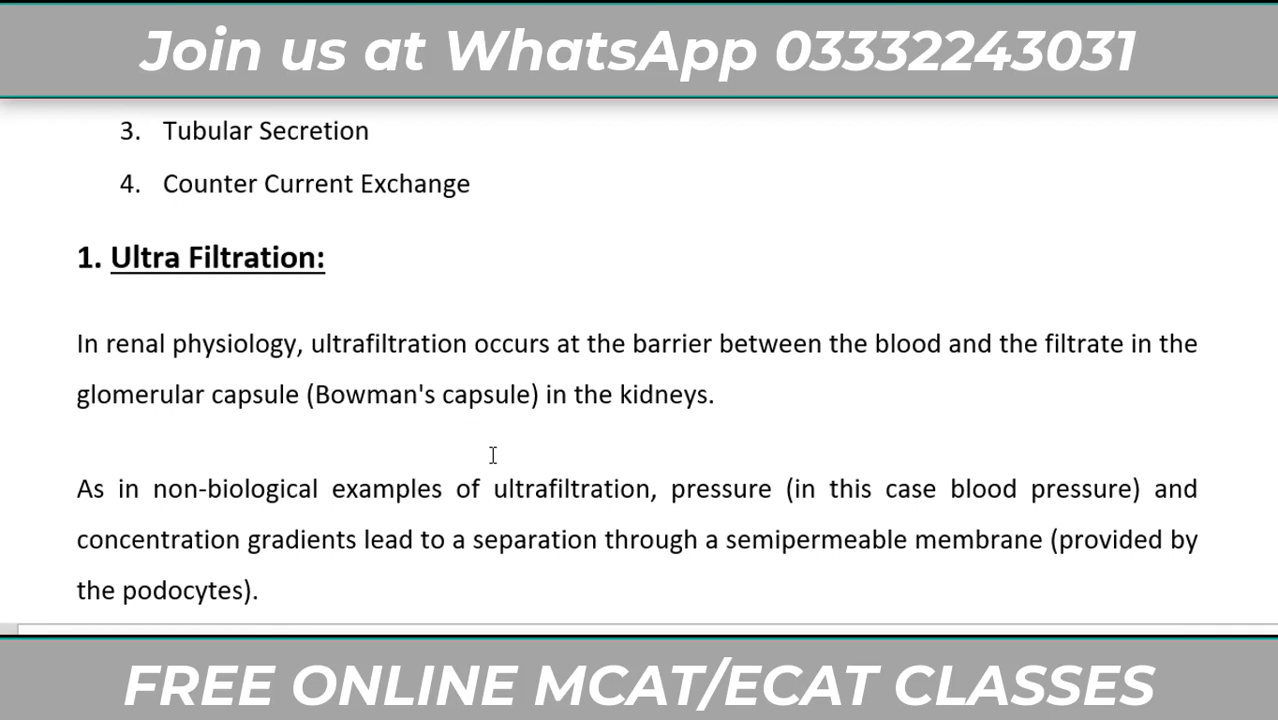 Join us at WhatsApp 03332243031
3. Tubular Secretion
4. Counter Current Exchange
1. Ultra Filtration:
In renal physiology, ultrafiltration occurs at the barrier between the blood and the filtrate in the
glomerular capsule (Bowman's capsule) in the kidneys.
As in non-biological examples of ultrafiltration, pressure (in this case blood pressure) and
concentration gradients lead to a separation through a semipermeable membrane (provided by
the podocytes).
FREE ONLINE MCAT/ECAT CLASSES